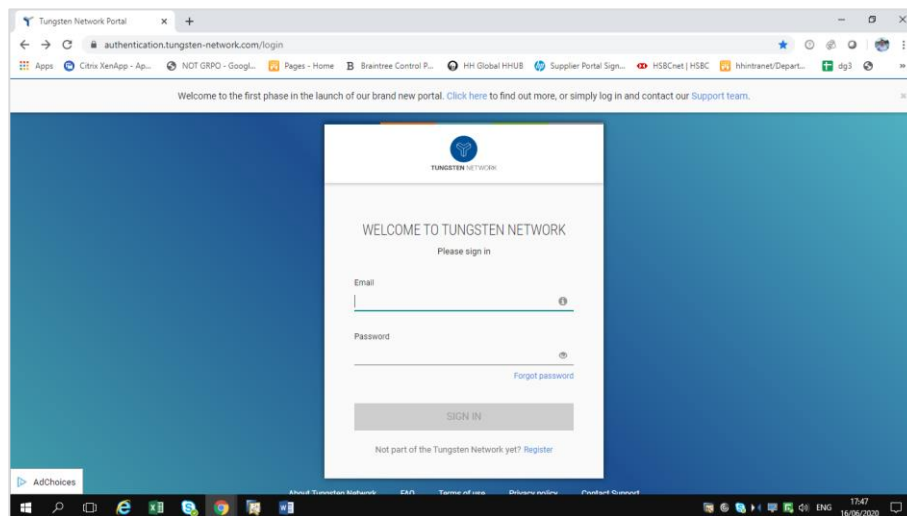 Tungsten Network Portal
authentication.tungsten-network.com/login
Apps Citrix XenApp - Ap... NOT GRPO - Googl... Pages - Home Braintree Control P... HH Global HHUB Supplier Portal Sign... HSBCnet | HSBC hhintranet/Depart... dg3
Welcome to the first phase in the launch of our brand new portal. Click here to find out more, or simply log in and contact our Support team.
TUNGSTEN NETWORK
WELCOME TO TUNGSTEN NETWORK
Please sign in
Email
Password
Forgot password
SIGN IN
Not part of the Tungsten Network yet? Register
AdChoices
About Tungsten Network FAQ Terms of use Privacy policy Contact Support
ENG 17:47
16/06/2020